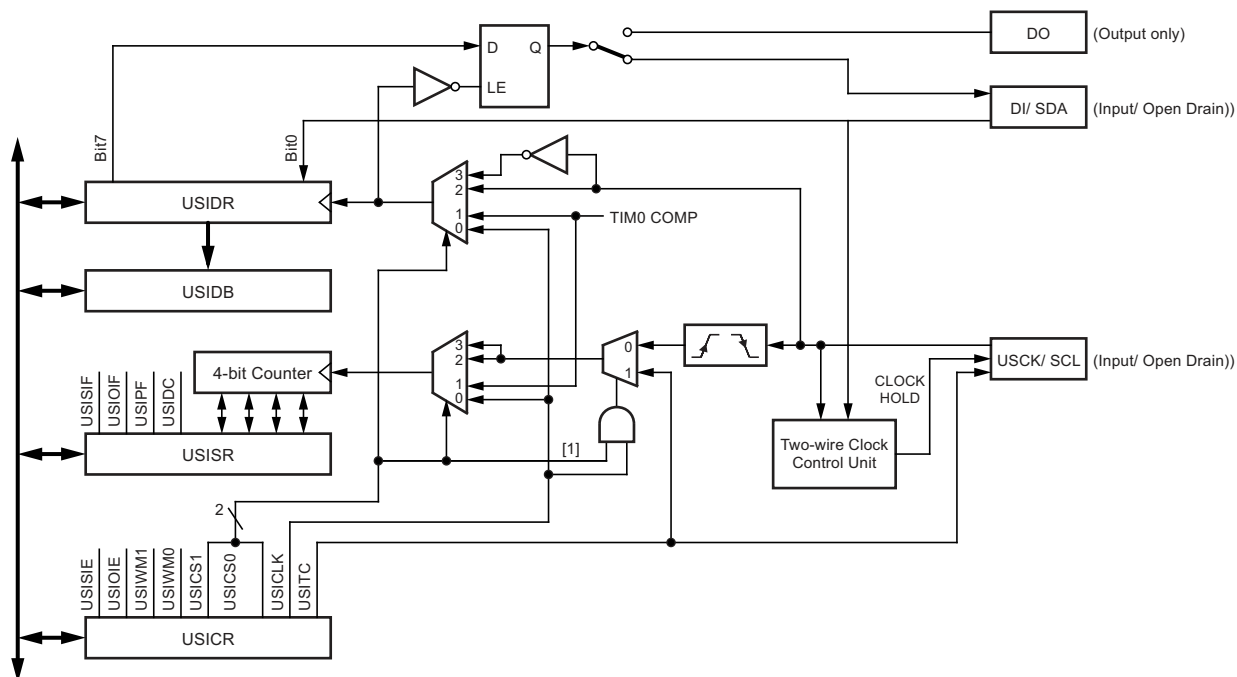 DO (Output only)
D Q
LE
DI/ SDA (Input/ Open Drain))
Bit7
Bit0
3
2
1
0
TIM0 COMP
USIDR
USIDB
3
2
1
0
0
1
4-bit Counter
USCK/ SCL (Input/ Open Drain))
CLOCK
HOLD
USISIF
USIOIF
USIPF
USIDC
[1]
Two-wire Clock
Control Unit
USISR
2
USISIE
USIOIE
USIWM1
USIWM0
USICS1
USICS0
USICLK
USITC
USICR